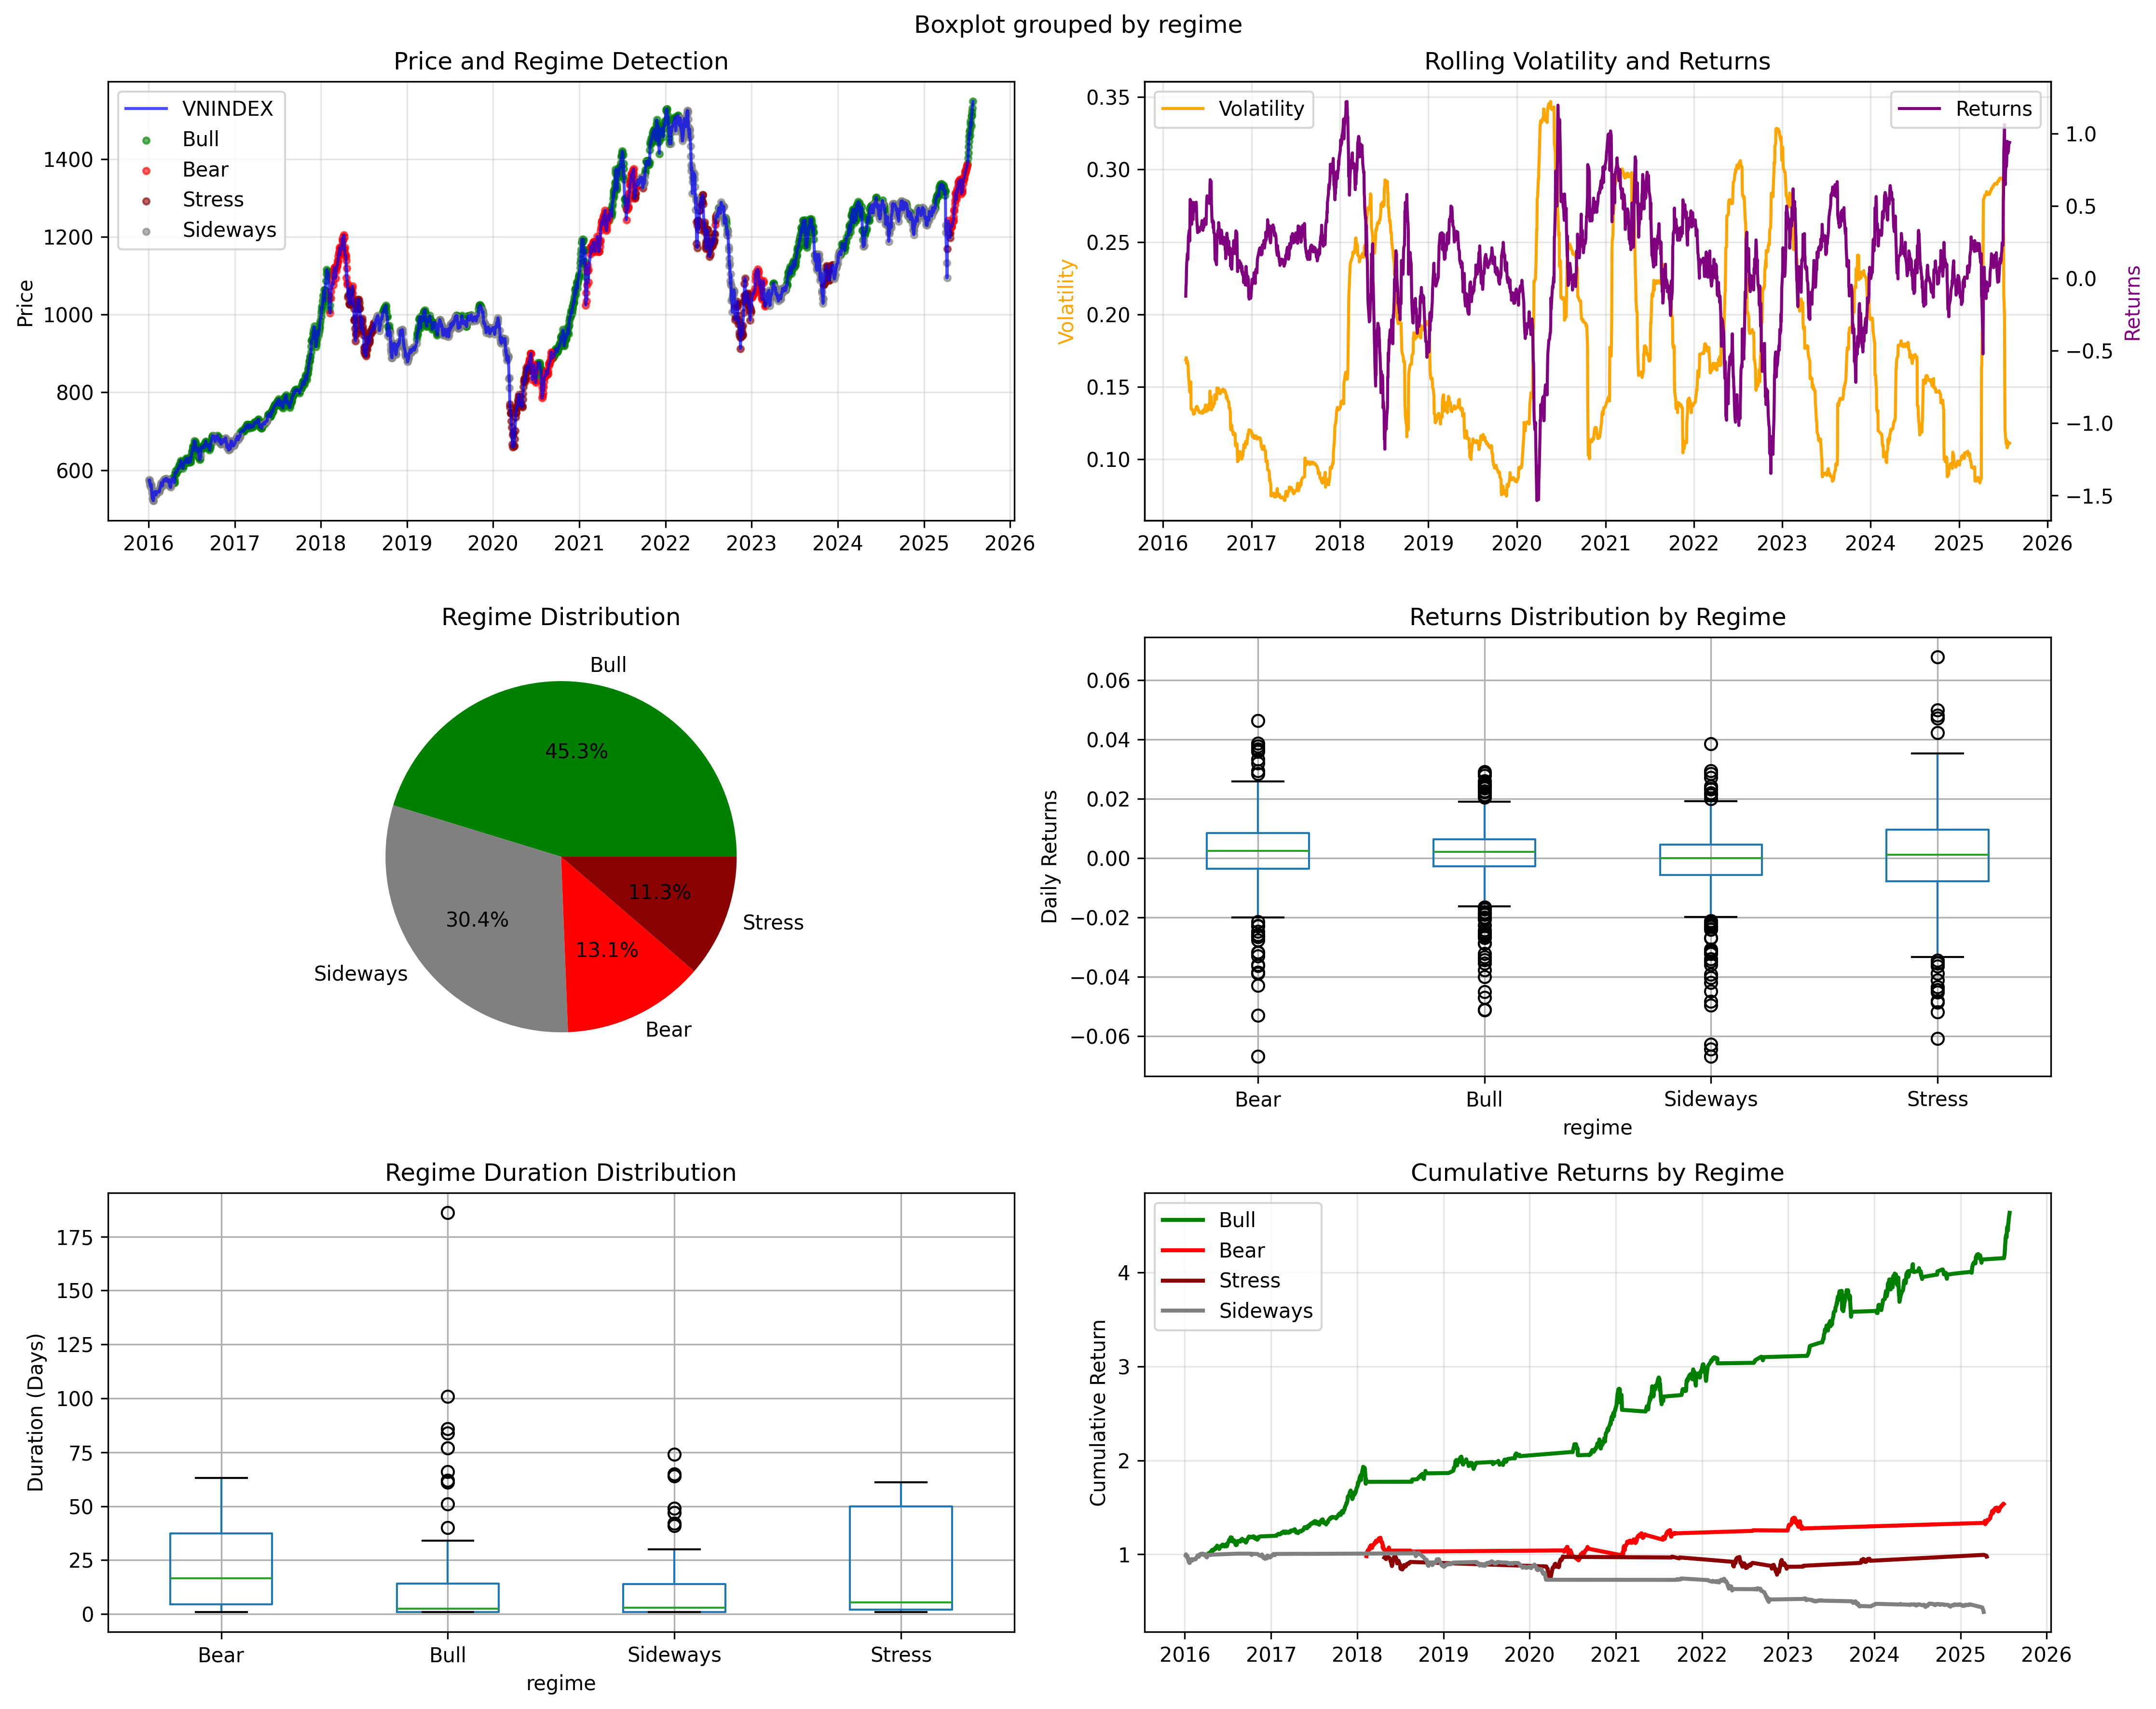 Boxplot grouped by regime
Price and Regime Detection
VNINDEX
Bull
Bear
Stress
Sideways
Price
1400
1200
1000
800
600
2016 2017 2018 2019 2020 2021 2022 2023 2024 2025 2026
Rolling Volatility and Returns
Volatility
Returns
Volatility
0.35
0.30
0.25
0.20
0.15
0.10
1.0
0.5
0.0
−0.5
−1.0
−1.5
Returns
2016 2017 2018 2019 2020 2021 2022 2023 2024 2025 2026
Regime Distribution
Bull
45.3%
Sideways
30.4%
Bear
13.1%
Stress
11.3%
Returns Distribution by Regime
Daily Returns
0.06
0.04
0.02
0.00
−0.02
−0.04
−0.06
Bear Bull Sideways Stress
regime
Regime Duration Distribution
Duration (Days)
175
150
125
100
75
50
25
0
Bear Bull Sideways Stress
regime
Cumulative Returns by Regime
Bull
Bear
Stress
Sideways
Cumulative Return
4
3
2
1
2016 2017 2018 2019 2020 2021 2022 2023 2024 2025 2026